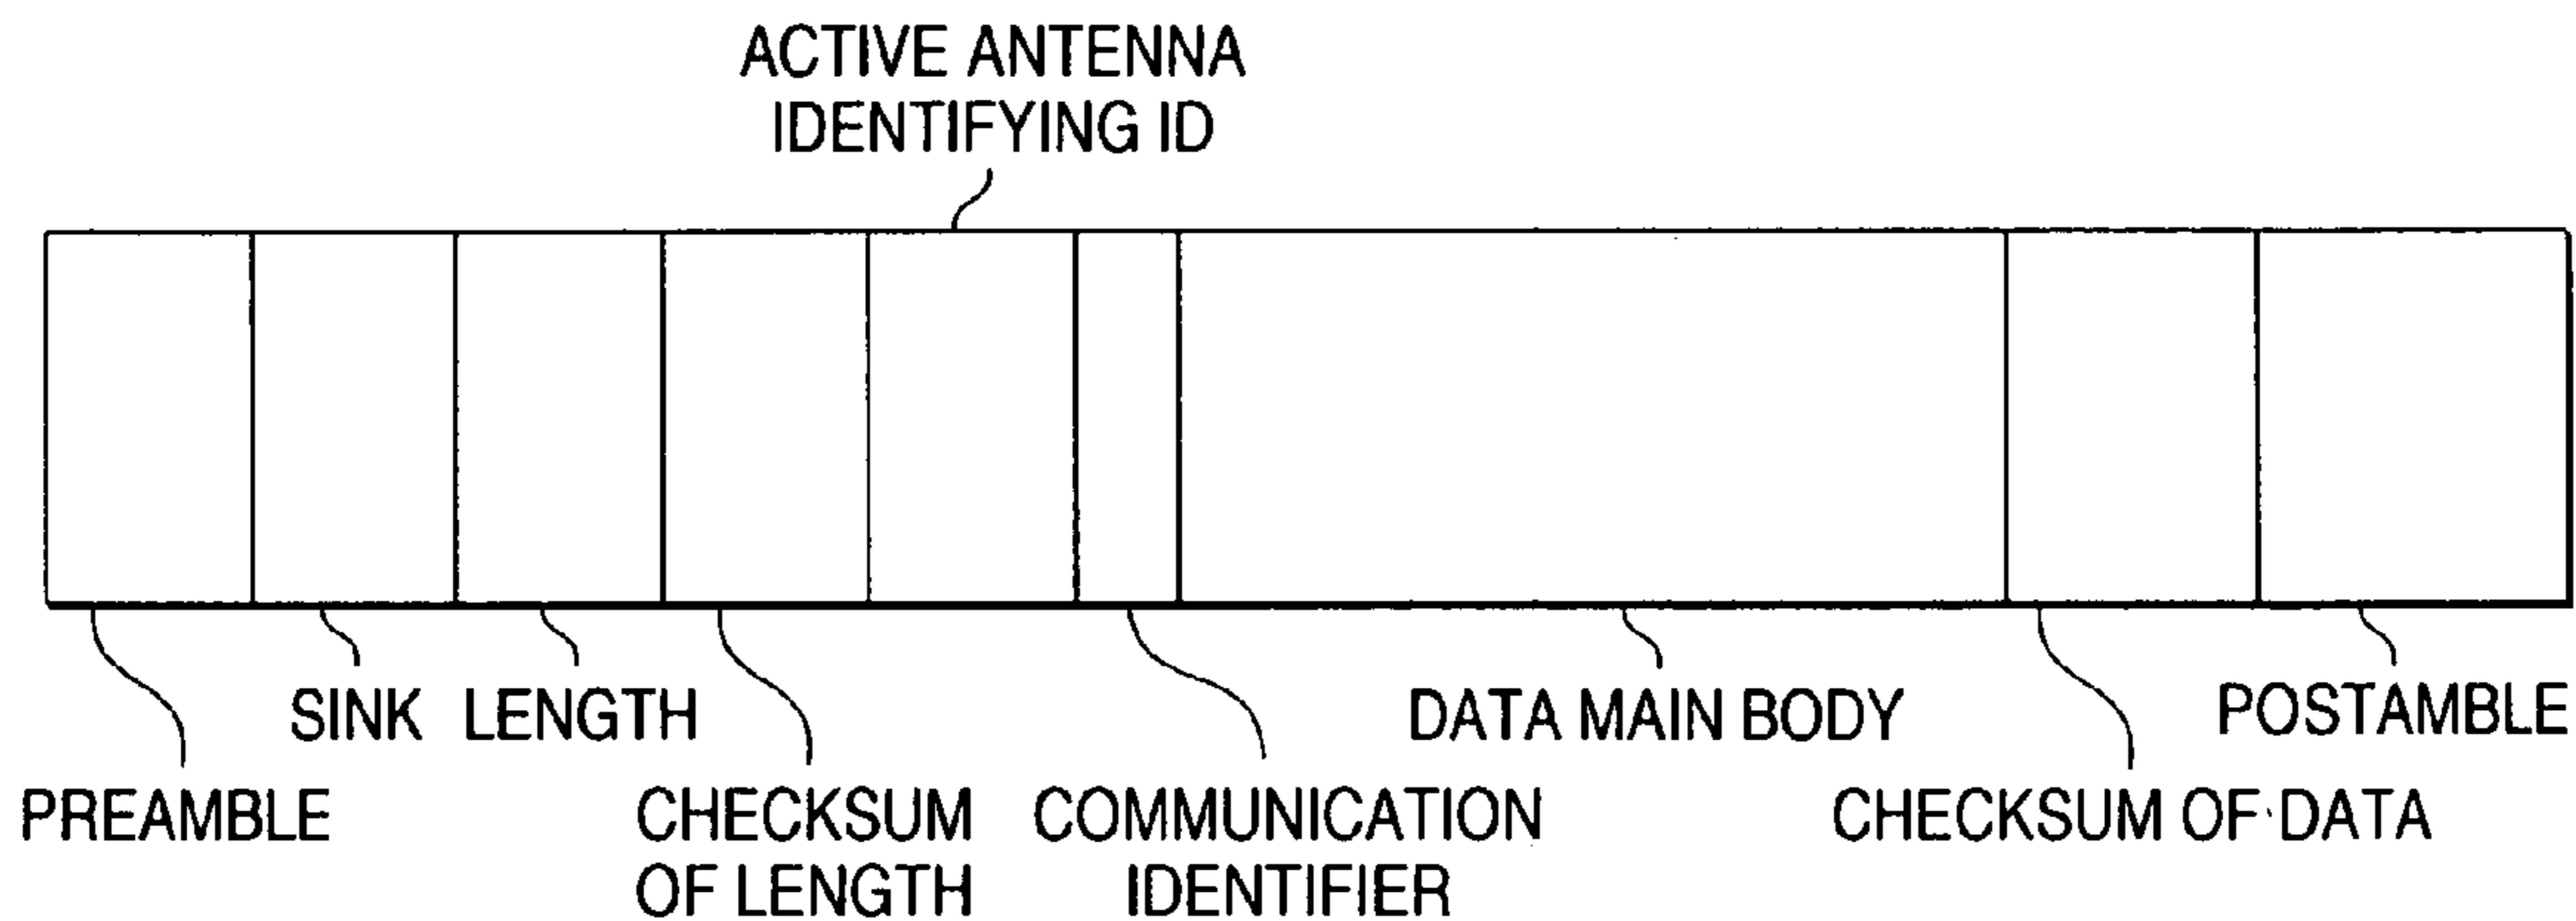 ACTIVE ANTENNA
IDENTIFYING ID
SINK
LENGTH
DATA MAIN BODY
POSTAMBLE
PREAMBLE
CHECKSUM
OF LENGTH
COMMUNICATION
IDENTIFIER
CHECKSUM OF DATA